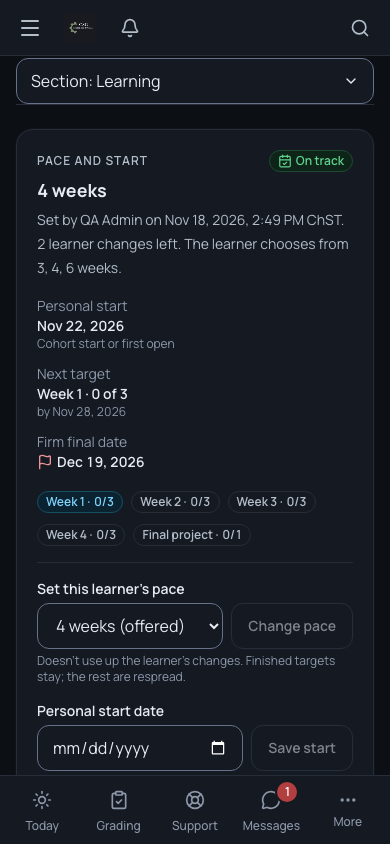 Section: Learning
PACE AND START
On track
4 weeks
Set by QA Admin on Nov 18, 2026, 2:49 PM ChST.
2 learner changes left. The learner chooses from
3, 4, 6 weeks.
Personal start
Nov 22, 2026
Cohort start or first open
Next target
Week 1 · 0 of 3
by Nov 28, 2026
Firm final date
Dec 19, 2026
Week 1 · 0/3
Week 2 · 0/3
Week 3 · 0/3
Week 4 · 0/3
Final project · 0/1
Set this learner's pace
4 weeks (offered)
Change pace
Doesn't use up the learner's changes. Finished targets
stay; the rest are respread.
Personal start date
mm/dd/yyyy
Save start
1
Today
Grading
Support
Messages
More